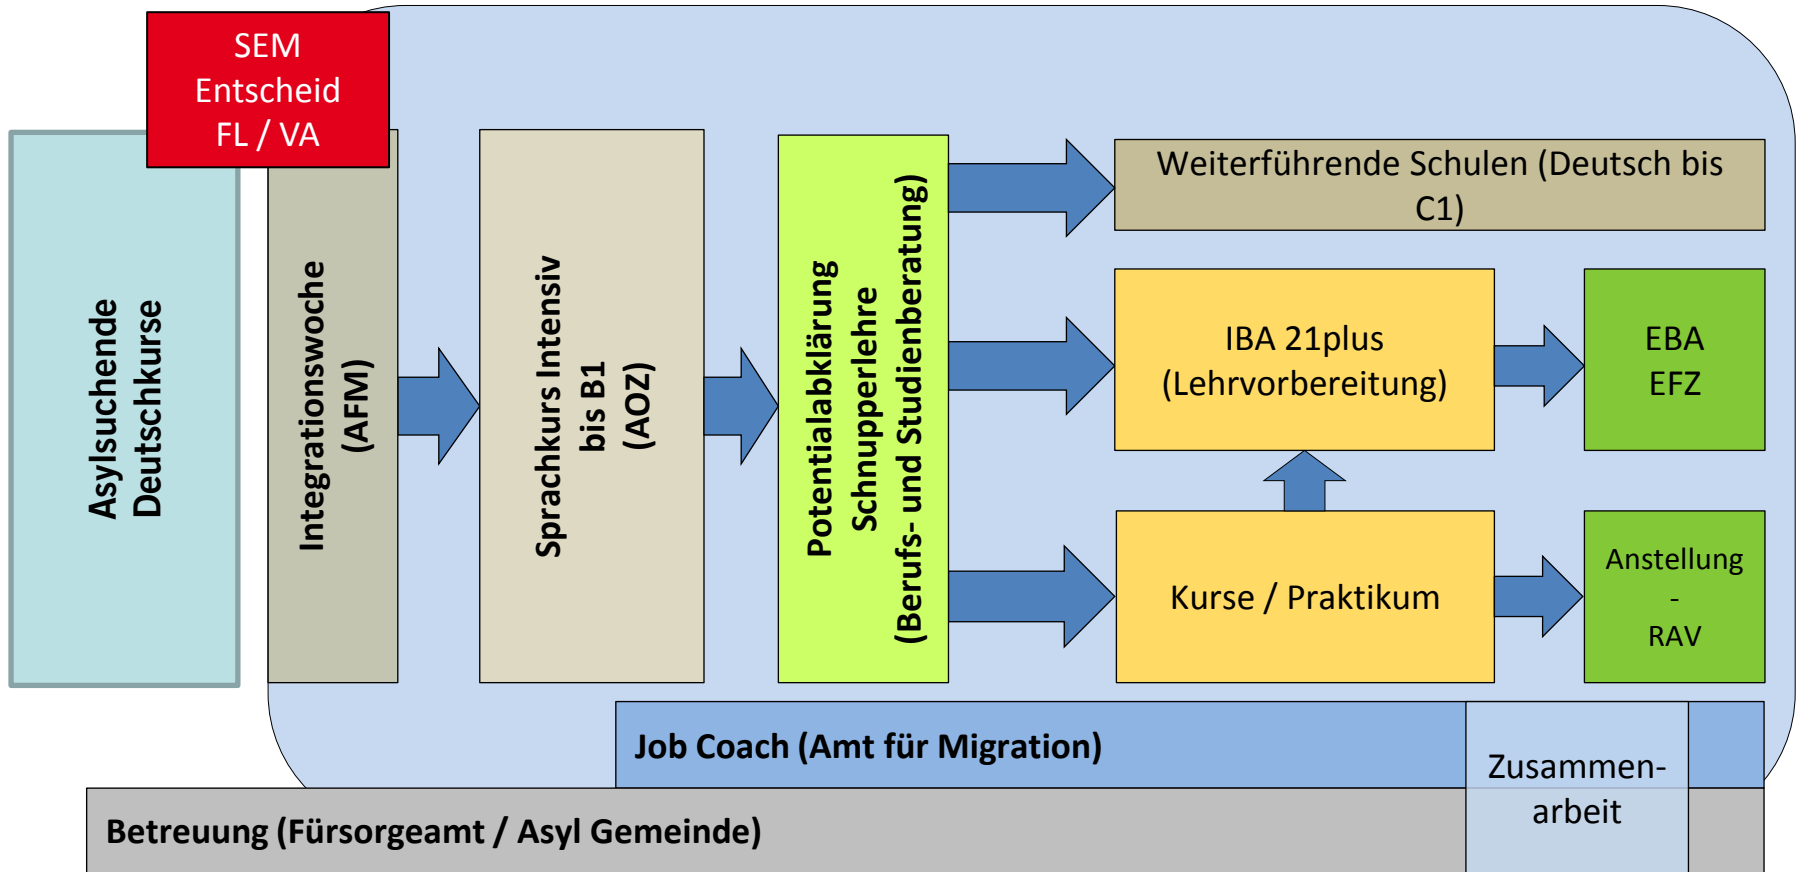 SEM
Entscheid
FL / VA
Asylsuchende
Deutschkurse
Integrationswoche
(AFM)
Sprachkurs Intensiv
bis B1
(AOZ)
Potentialabklärung
Schnupperlehre
(Berufs- und Studienberatung)
Weiterführende Schulen (Deutsch bis
C1)
IBA 21plus
(Lehrvorbereitung)
EBA
EFZ
Kurse / Praktikum
Anstellung
-
RAV
Job Coach (Amt für Migration)
Zusammen-
arbeit
Betreuung (Fürsorgeamt / Asyl Gemeinde)